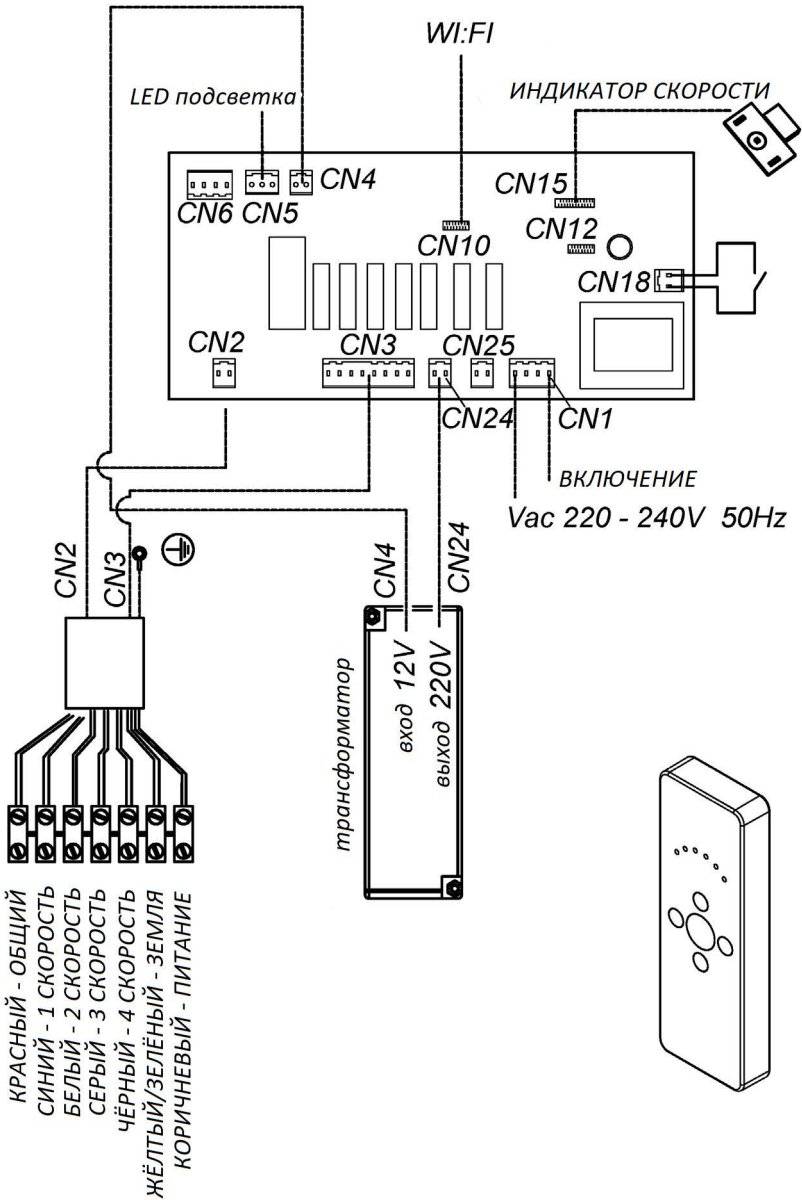 WI:FI
LED подсветка
ИНДИКАТОР СКОРОСТИ
CN6
CN5
CN4
CN15
CN10
CN12
CN18
CN2
CN3
CN25
CN24
CN1
ВКЛЮЧЕНИЕ
Vac 220 - 240V 50Hz
CN2
CN3
CN4
CN24
трансформатор
вход 12V
выход 220V
КРАСНЫЙ - ОБЩИЙ
СИНИЙ - 1 СКОРОСТЬ
БЕЛЫЙ - 2 СКОРОСТЬ
СЕРЫЙ - 3 СКОРОСТЬ
ЧЁРНЫЙ - 4 СКОРОСТЬ
ЖЁЛТЫЙ/ЗЕЛЁНЫЙ - ЗЕМЛЯ
КОРИЧНЕВЫЙ - ПИТАНИЕ